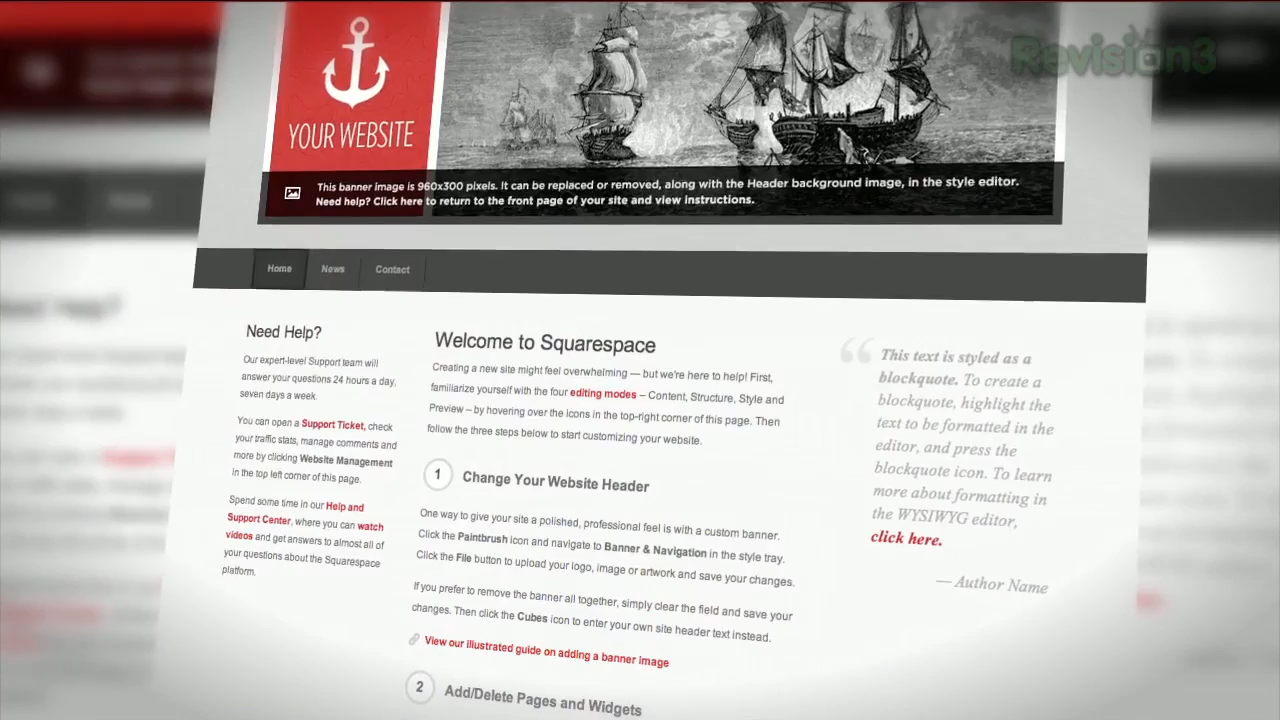 Revision3
YOUR WEBSITE
This banner image is 960x300 pixels. It can be replaced or removed, along with the Header background image, in the style editor.
Need help? Click here to return to the front page of your site and view instructions.
Home
News
Contact
Need Help?
Our expert-level Support team will
answer your questions 24 hours a day,
seven days a week.
You can open a Support Ticket, check
your traffic stats, manage comments and
more by clicking Website Management
in the top left corner of this page.
Spend some time in our Help and
Support Center, where you can watch
videos and get answers to almost all of
your questions about the Squarespace
platform.
Welcome to Squarespace
Creating a new site might feel overwhelming — but we're here to help! First,
familiarize yourself with the four editing modes – Content, Structure, Style and
Preview – by hovering over the icons in the top-right corner of this page. Then
follow the three steps below to start customizing your website.
1 Change Your Website Header
One way to give your site a polished, professional feel is with a custom banner.
Click the Paintbrush icon and navigate to Banner & Navigation in the style tray.
Click the File button to upload your logo, image or artwork and save your changes.
If you prefer to remove the banner all together, simply clear the field and save your
changes. Then click the Cubes icon to enter your own site header text instead.
View our illustrated guide on adding a banner image
2 Add/Delete Pages and Widgets
“ This text is styled as a
blockquote. To create a
blockquote, highlight the
text to be formatted in the
editor, and press the
blockquote icon. To learn
more about formatting in
the WYSIWYG editor,
click here.
— Author Name